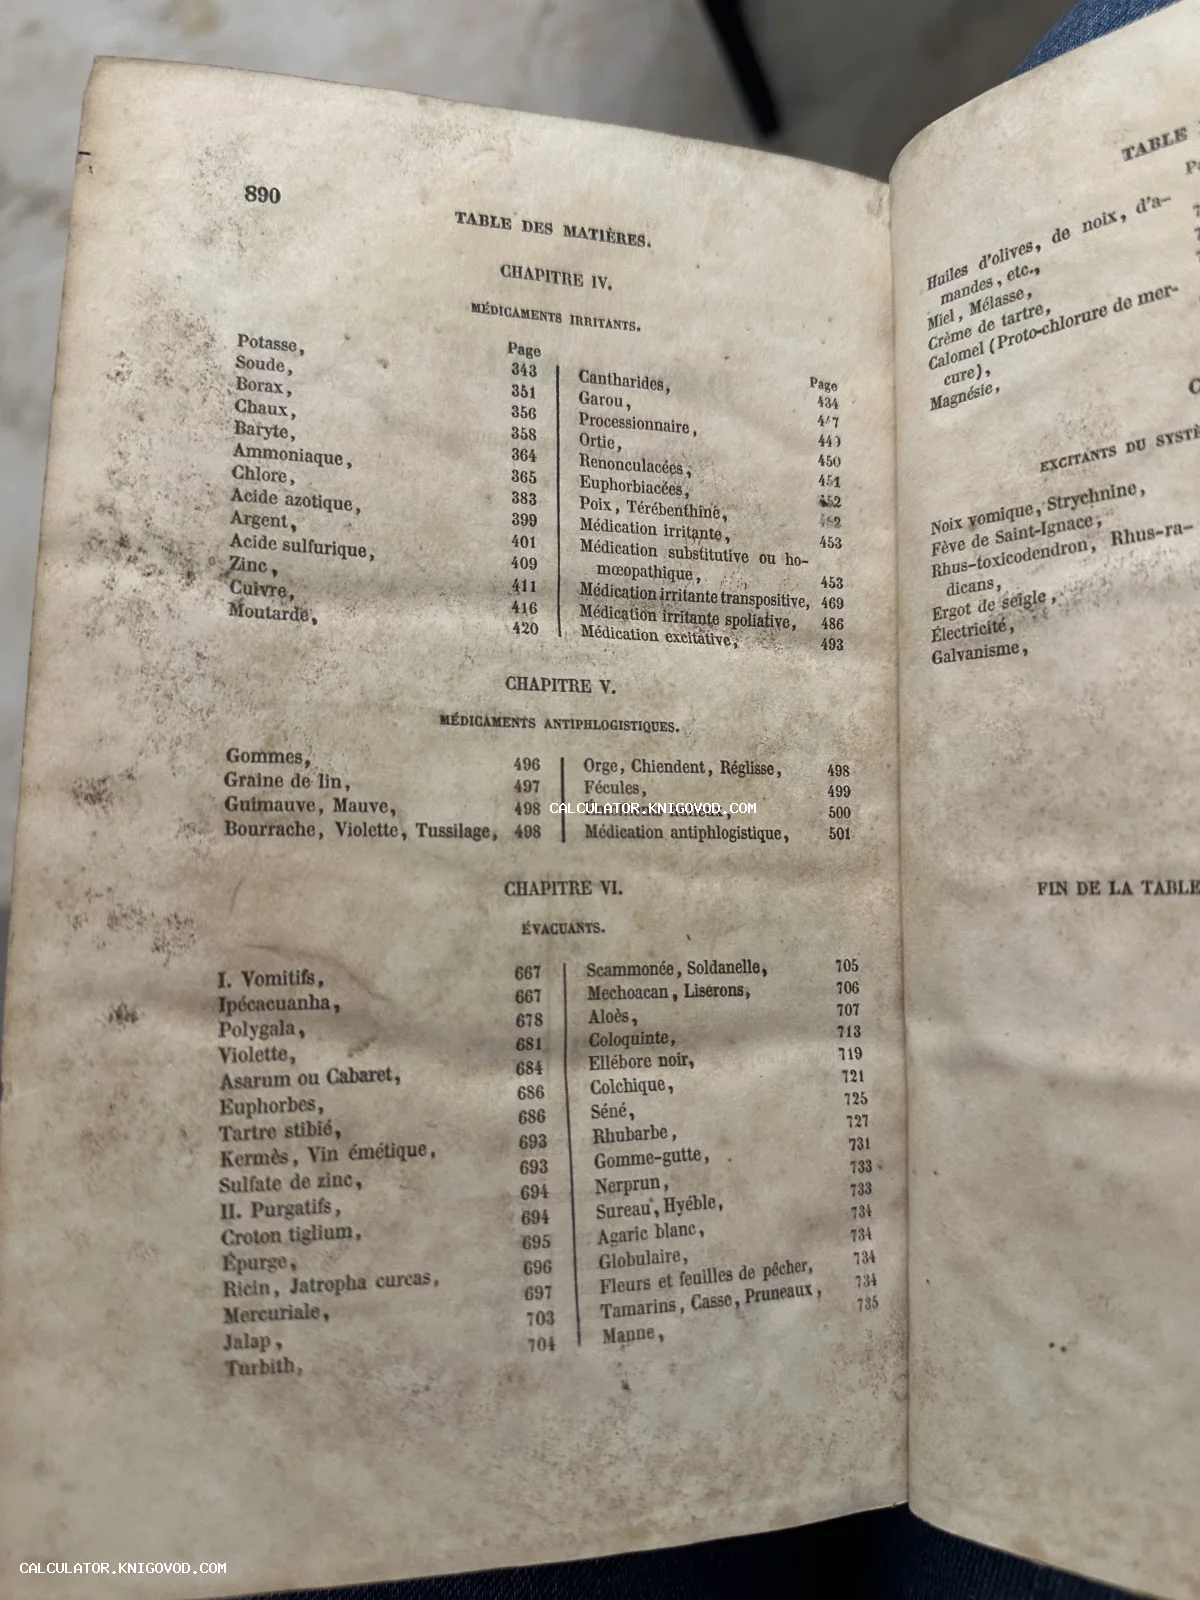 890
TABLE DES MATIÈRES.
CHAPITRE IV.
MÉDICAMENTS IRRITANTS.
Page
Potasse, 343
Soude, 351
Borax, 356
Chaux, 358
Baryte, 364
Ammoniaque, 365
Chlore, 383
Acide azotique, 399
Argent, 401
Acide sulfurique, 409
Zinc, 411
Cuivre, 416
Moutarde, 420
Page
Cantharides, 434
Garou,
Processionnaire,
Ortie, 450
Renonculacées, 451
Euphorbiacées,
Poix, Térébenthine,
Médication irritante, 453
Médication substitutive ou ho-
mœopathique, 453
Médication irritante transpositive, 469
Médication irritante spoliative, 486
Médication excitative, 493
CHAPITRE V.
MÉDICAMENTS ANTIPHLOGISTIQUES.
Gommes, 496
Graine de lin, 497
Guimauve, Mauve, 498
Bourrache, Violette, Tussilage, 498
Orge, Chiendent, Réglisse, 498
Fécules, 499
500
Médication antiphlogistique, 501
CALCULATOR.KNIGOVOD.COM
CHAPITRE VI.
ÉVACUANTS.
I. Vomitifs, 667
Ipécacuanha, 667
Polygala, 678
Violette, 681
Asarum ou Cabaret, 684
Euphorbes, 686
Tartre stibié, 686
Kermès, Vin émétique, 693
Sulfate de zinc, 693
II. Purgatifs, 694
Croton tiglium, 694
Épurge, 695
Ricin, Jatropha curcas, 696
Mercuriale, 697
Jalap, 703
Turbith, 704
Scammonée, Soldanelle, 705
Mechoacan, Liserons, 706
Aloès, 707
Coloquinte, 713
Ellébore noir, 719
Colchique, 721
Séné, 725
Rhubarbe, 727
Gomme-gutte, 731
Nerprun, 733
Sureau, Hyéble, 733
Agaric blanc, 734
Globulaire, 734
Fleurs et feuilles de pêcher, 734
Tamarins, Casse, Pruneaux, 734
Manne, 735
TABLE
Huiles d'olives, de noix, d'a-
mandes, etc.,
Miel, Mélasse,
Crème de tartre,
Calomel (Proto-chlorure de mer-
cure),
Magnésie,
EXCITANTS DU SYSTÈ
Noix vomique, Strychnine,
Fève de Saint-Ignace,
Rhus-toxicodendron, Rhus-ra-
dicans,
Ergot de seigle,
Électricité,
Galvanisme,
FIN DE LA TABLE
CALCULATOR.KNIGOVOD.COM